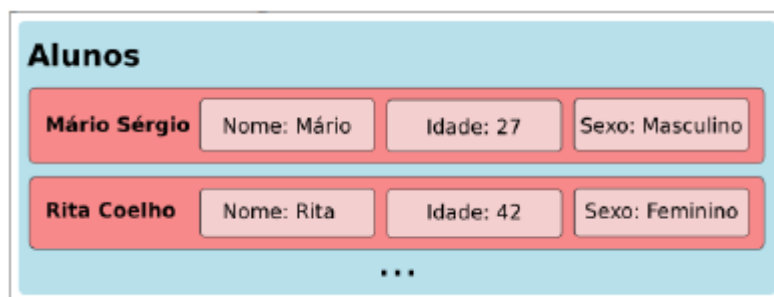 Alunos
Mário Sérgio Nome: Mário Idade: 27 Sexo: Masculino
Rita Coelho Nome: Rita Idade: 42 Sexo: Feminino
...